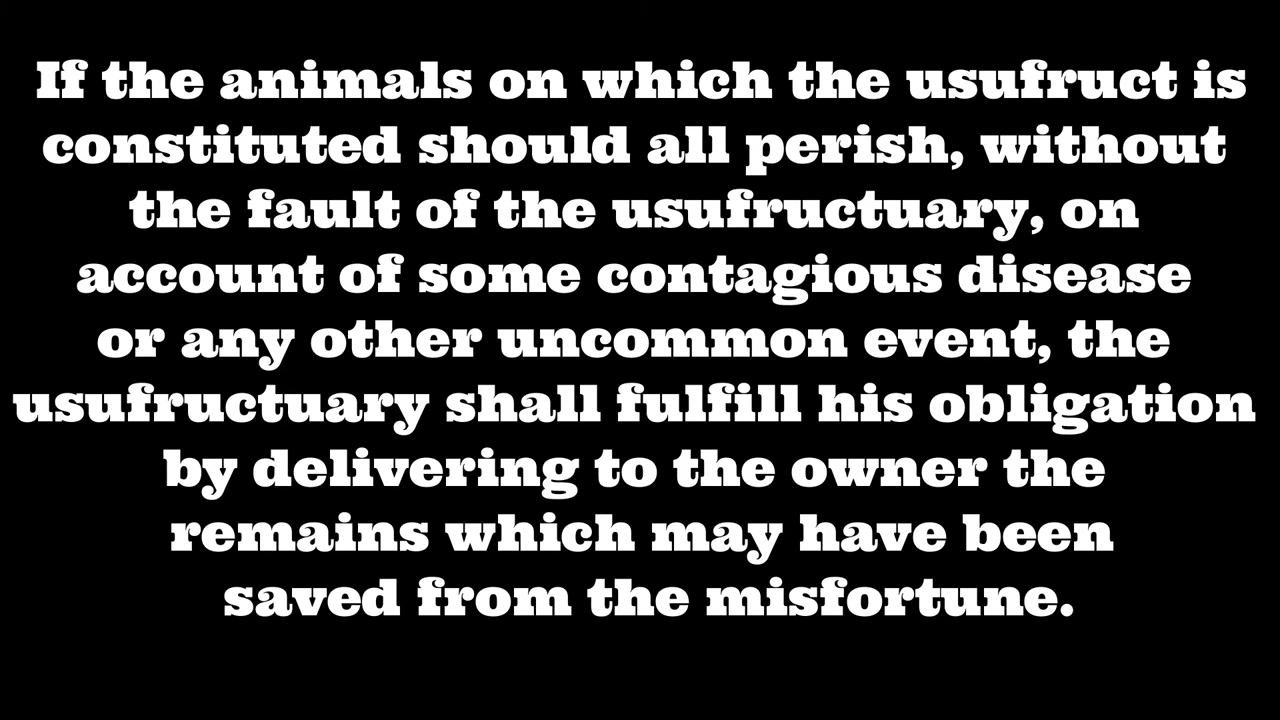 If the animals on which the usufruct is
constituted should all perish, without
the fault of the usufructuary, on
account of some contagious disease
or any other uncommon event, the
usufructuary shall fulfill his obligation
by delivering to the owner the
remains which may have been
saved from the misfortune.